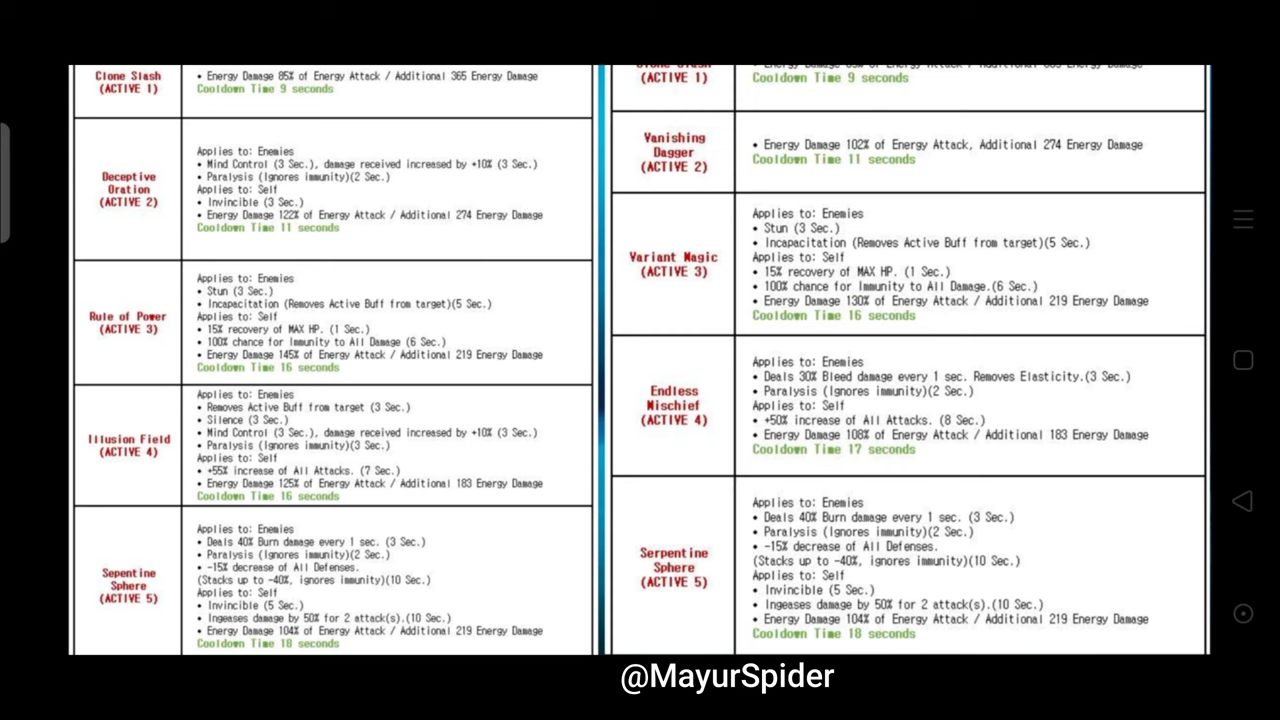 Clone Slash
(ACTIVE 1)
• Energy Damage 85% of Energy Attack / Additional 365 Energy Damage
Cooldown Time 9 seconds
Deceptive
Oration
(ACTIVE 2)
Applies to: Enemies
• Mind Control (3 Sec.), damage received increased by +10% (3 Sec.)
• Paralysis (Ignores immunity)(2 Sec.)
Applies to: Self
• Invincible (3 Sec.)
• Energy Damage 122% of Energy Attack / Additional 274 Energy Damage
Cooldown Time 11 seconds
Rule of Power
(ACTIVE 3)
Applies to: Enemies
• Stun (3 Sec.)
• Incapacitation (Removes Active Buff from target)(5 Sec.)
Applies to: Self
• 15% recovery of MAX HP. (1 Sec.)
• 100% chance for Immunity to All Damage (6 Sec.)
• Energy Damage 145% of Energy Attack / Additional 219 Energy Damage
Cooldown Time 16 seconds
Illusion Field
(ACTIVE 4)
Applies to: Enemies
• Removes Active Buff from target (3 Sec.)
• Silence (3 Sec.)
• Mind Control (3 Sec.), damage received increased by +10% (3 Sec.)
• Paralysis (Ignores immunity)(3 Sec.)
Applies to: Self
• +55% increase of All Attacks. (7 Sec.)
• Energy Damage 125% of Energy Attack / Additional 183 Energy Damage
Cooldown Time 16 seconds
Sepentine
Sphere
(ACTIVE 5)
Applies to: Enemies
• Deals 40% Burn damage every 1 sec. (3 Sec.)
• Paralysis (Ignores immunity)(2 Sec.)
• -15% decrease of All Defenses.
(Stacks up to -40%, ignores immunity)(10 Sec.)
Applies to: Self
• Invincible (5 Sec.)
• Ingeases damage by 50% for 2 attack(s).(10 Sec.)
• Energy Damage 104% of Energy Attack / Additional 219 Energy Damage
Cooldown Time 18 seconds
(ACTIVE 1)
Cooldown Time 9 seconds
Vanishing
Dagger
(ACTIVE 2)
• Energy Damage 102% of Energy Attack, Additional 274 Energy Damage
Cooldown Time 11 seconds
Variant Magic
(ACTIVE 3)
Applies to: Enemies
• Stun (3 Sec.)
• Incapacitation (Removes Active Buff from target)(5 Sec.)
Applies to: Self
• 15% recovery of MAX HP. (1 Sec.)
• 100% chance for Immunity to All Damage.(6 Sec.)
• Energy Damage 130% of Energy Attack / Additional 219 Energy Damage
Cooldown Time 16 seconds
Endless
Mischief
(ACTIVE 4)
Applies to: Enemies
• Deals 30% Bleed damage every 1 sec. Removes Elasticity.(3 Sec.)
• Paralysis (Ignores immunity)(2 Sec.)
Applies to: Self
• +50% increase of All Attacks. (8 Sec.)
• Energy Damage 108% of Energy Attack / Additional 183 Energy Damage
Cooldown Time 17 seconds
Serpentine
Sphere
(ACTIVE 5)
Applies to: Enemies
• Deals 40% Burn damage every 1 sec. (3 Sec.)
• Paralysis (Ignores immunity)(2 Sec.)
• -15% decrease of All Defenses.
(Stacks up to -40%, ignores immunity)(10 Sec.)
Applies to: Self
• Invincible (5 Sec.)
• Ingeases damage by 50% for 2 attack(s).(10 Sec.)
• Energy Damage 104% of Energy Attack / Additional 219 Energy Damage
Cooldown Time 18 seconds
@MayurSpider